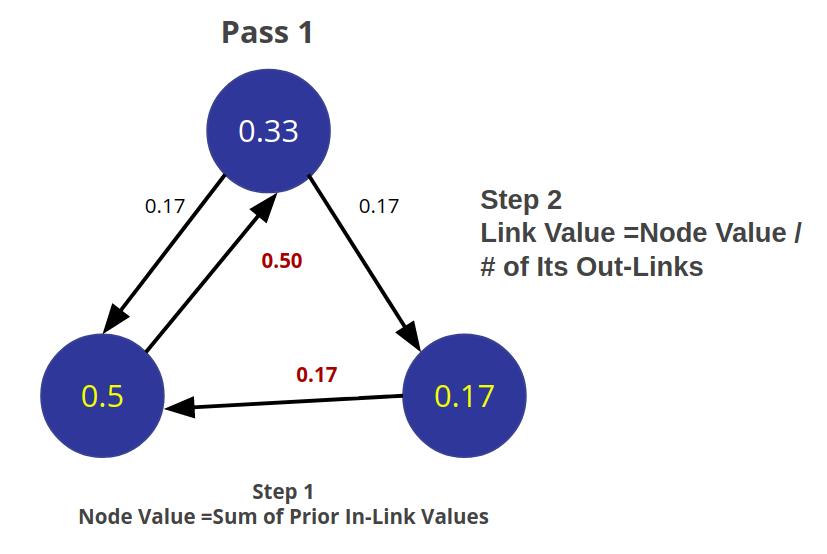 Pass 1
0.33
0.17
0.17
Step 2
Link Value =Node Value /
# of Its Out-Links
0.50
0.17
0.5
0.17
Step 1
Node Value =Sum of Prior In-Link Values